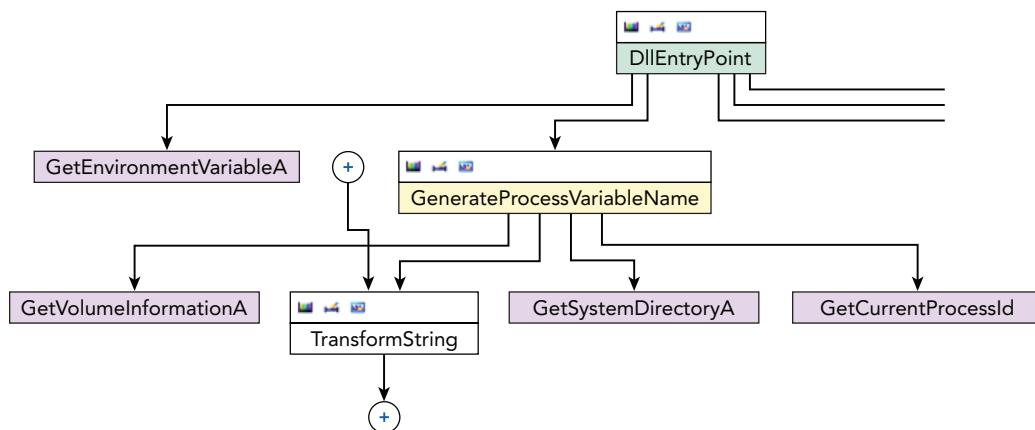 DllEntryPoint
GetEnvironmentVariableA
+
GenerateProcessVariableName
GetVolumeInformationA
TransformString
GetSystemDirectoryA
GetCurrentProcessId
+